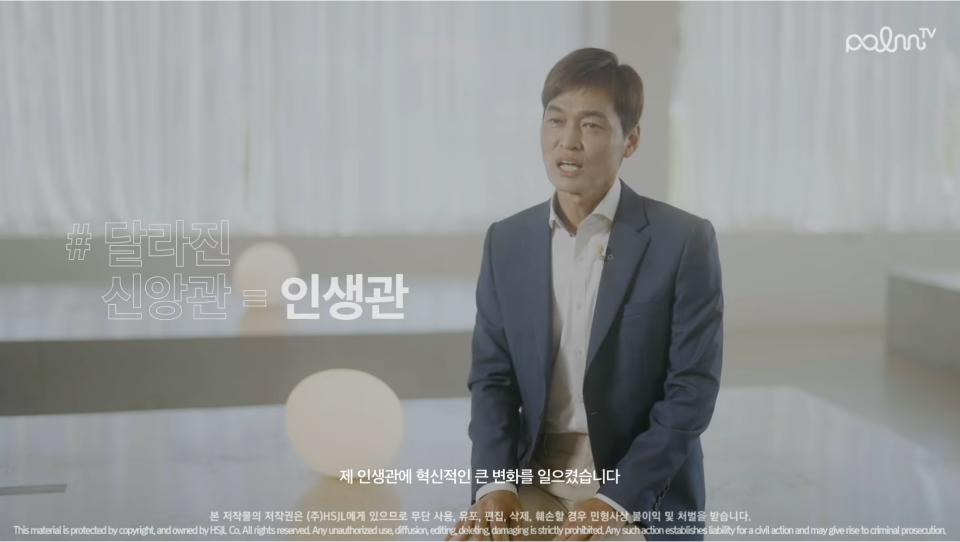 palm TV
# 달라진
신앙관 = 인생관
제 인생관에 혁신적인 큰 변화를 일으켰습니다
본 저작물의 저작권은 (주)HSJL에게 있으므로 무단 사용, 유포, 편집, 삭제, 훼손할 경우 민형사상 불이익 및 처벌을 받습니다.
This material is protected by copyright, and owned by HSJL Co. All rights reserved. Any unauthorized use, diffusion, editing, deleting, damaging is strictly prohibited. Any such action establishes liability for a civil action and may give rise to criminal prosecution.